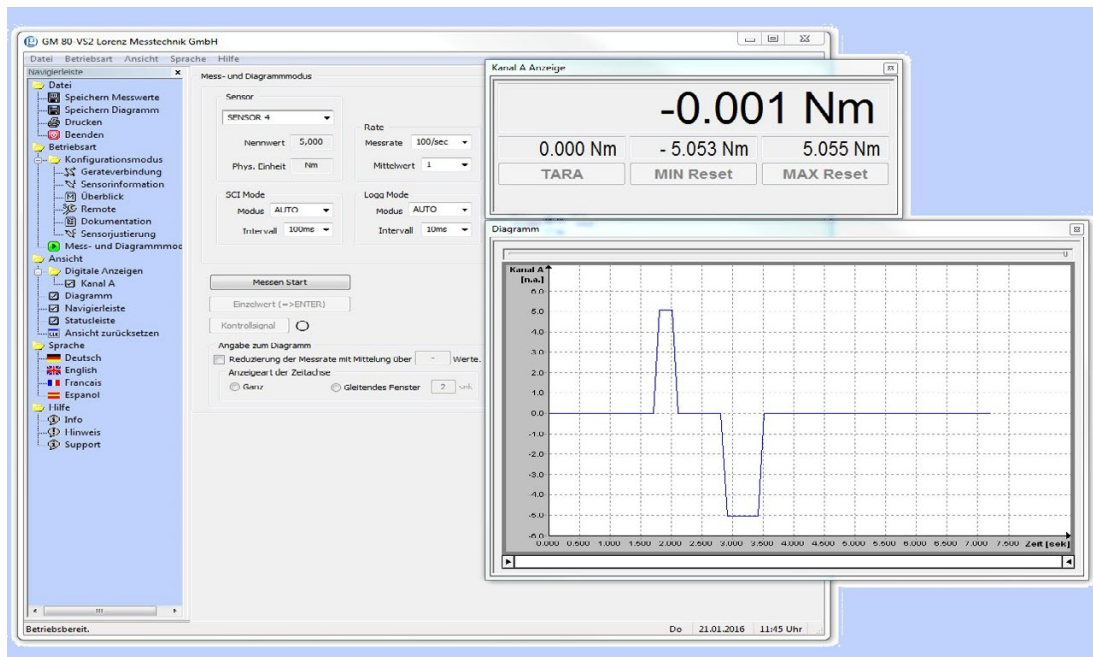 GM 80-VS2 Lorenz Messtechnik GmbH
Datei Betriebsart Ansicht Sprache Hilfe
Navigierleiste
Datei
Speichern Messwerte
Speichern Diagramm
Drucken
Beenden
Betriebsart
Konfigurationsmodus
Geräteverbindung
Sensorinformation
Überblick
Remote
Dokumentation
Sensorjustierung
Mess- und Diagrammmod
Ansicht
Digitale Anzeigen
Kanal A
Diagramm
Navigierleiste
Statusleiste
Ansicht zurücksetzen
Sprache
Deutsch
English
Francais
Espanol
Hilfe
Info
Hinweis
Support
Mess- und Diagrammmodus
Sensor
SENSOR 4
Nennwert 5,000
Phys. Einheit Nm
Rate
Messrate 100/sec
Mittelwert 1
SCI Mode
Modus AUTO
Intervall 100ms
Logg Mode
Modus AUTO
Intervall 10ms
Messen Start
Einzelwert (=>ENTER)
Kontrollsignal
Angabe zum Diagramm
Reduzierung der Messrate mit Mittelung über - Werte.
Anzeigeart der Zeitachse
Ganz Gleitendes Fenster 2 sek
Kanal A Anzeige
-0.001 Nm
0.000 Nm - 5.053 Nm 5.055 Nm
TARA MIN Reset MAX Reset
Diagramm
Kanal A
[n.a.]
6.0
5.0
4.0
3.0
2.0
1.0
0.0
-1.0
-2.0
-3.0
-4.0
-5.0
-6.0
0.000 0.500 1.000 1.500 2.000 2.500 3.000 3.500 4.000 4.500 5.000 5.500 6.000 6.500 7.000 7.500 Zeit [sek]
Betriebsbereit.
Do 21.01.2016 11:45 Uhr